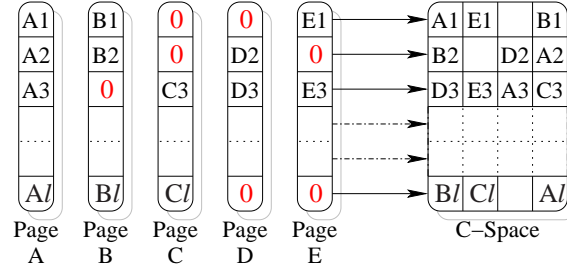 A1 B1 0 0 E1 A1 E1 B1
A2 B2 0 D2 0 B2 D2 A2
A3 0 C3 D3 E3 D3 E3 A3 C3
Al Bl Cl 0 0 Bl Cl Al
Page Page Page Page Page C-Space
A B C D E